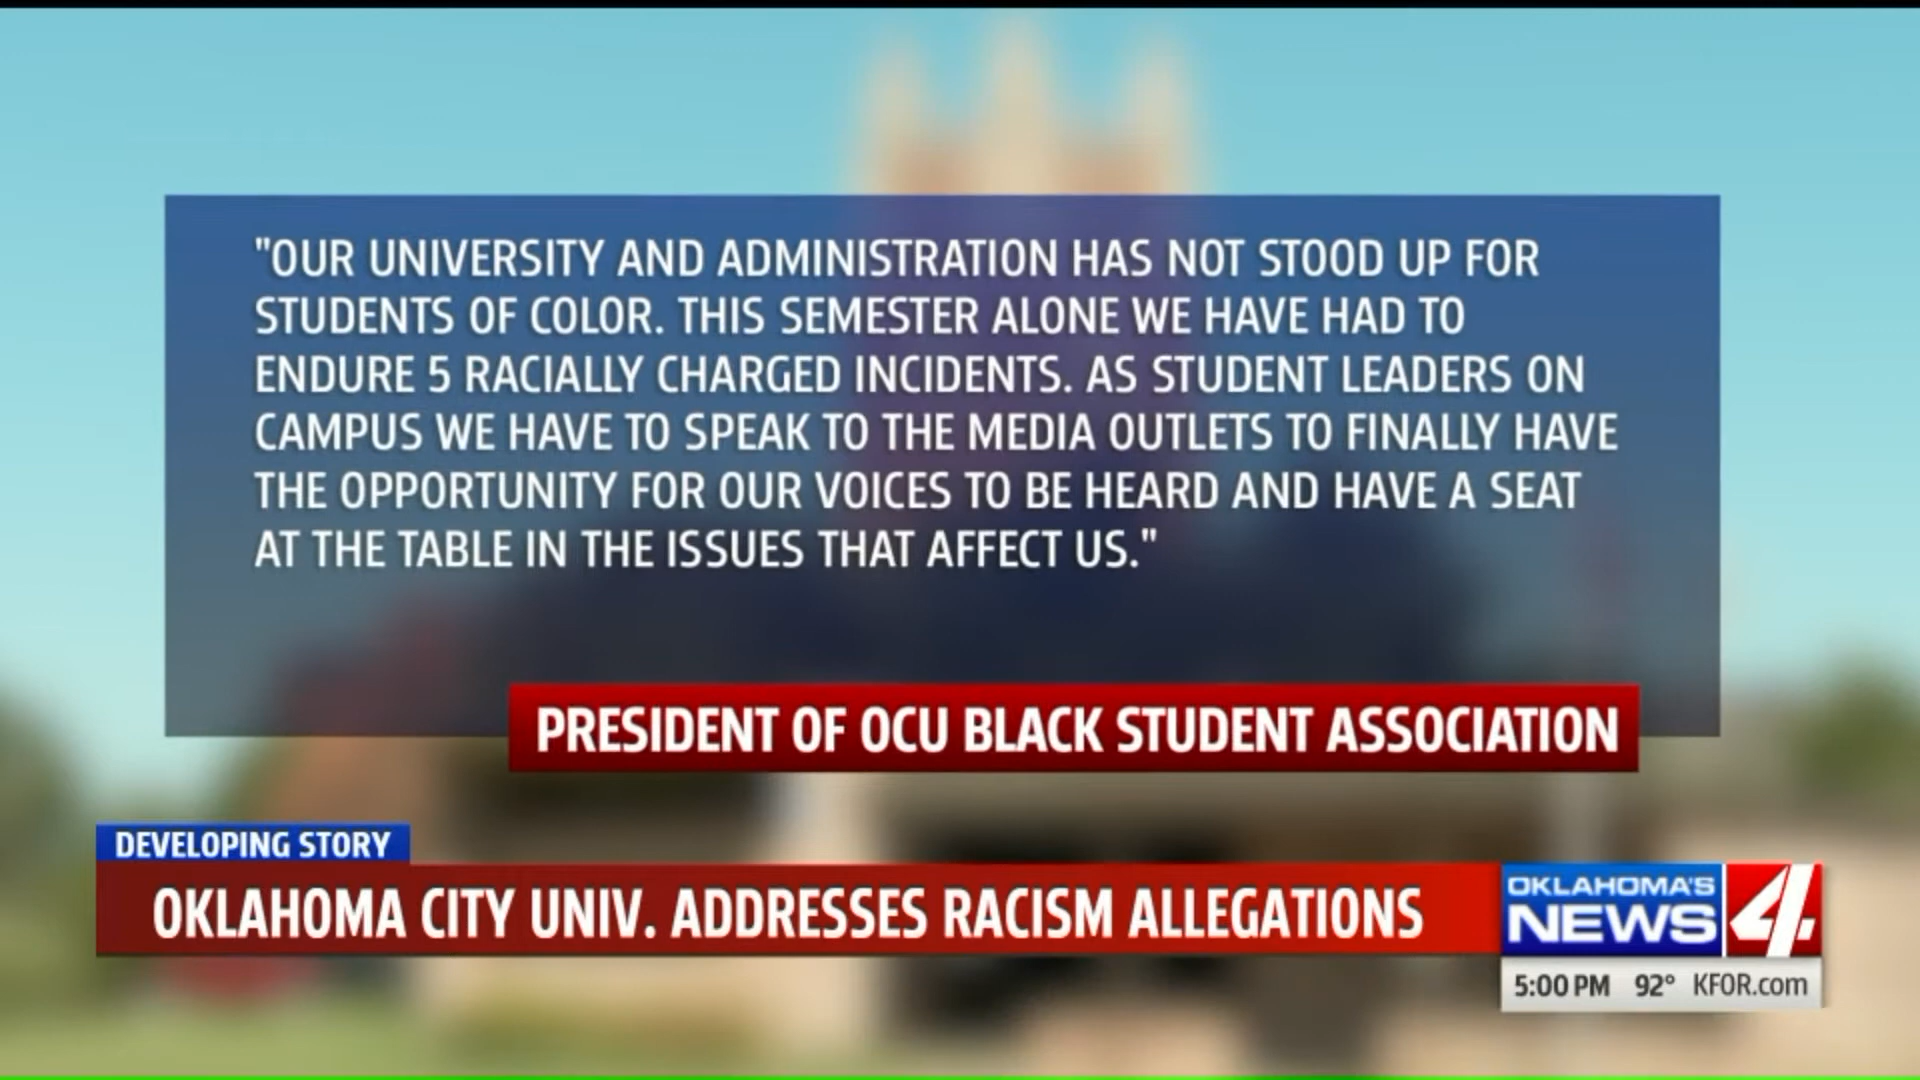 "OUR UNIVERSITY AND ADMINISTRATION HAS NOT STOOD UP FOR
STUDENTS OF COLOR. THIS SEMESTER ALONE WE HAVE HAD TO
ENDURE 5 RACIALLY CHARGED INCIDENTS. AS STUDENT LEADERS ON
CAMPUS WE HAVE TO SPEAK TO THE MEDIA OUTLETS TO FINALLY HAVE
THE OPPORTUNITY FOR OUR VOICES TO BE HEARD AND HAVE A SEAT
AT THE TABLE IN THE ISSUES THAT AFFECT US."
PRESIDENT OF OCU BLACK STUDENT ASSOCIATION
DEVELOPING STORY
OKLAHOMA CITY UNIV. ADDRESSES RACISM ALLEGATIONS
OKLAHOMA'S
NEWS 4
5:00 PM 92° KFOR.com